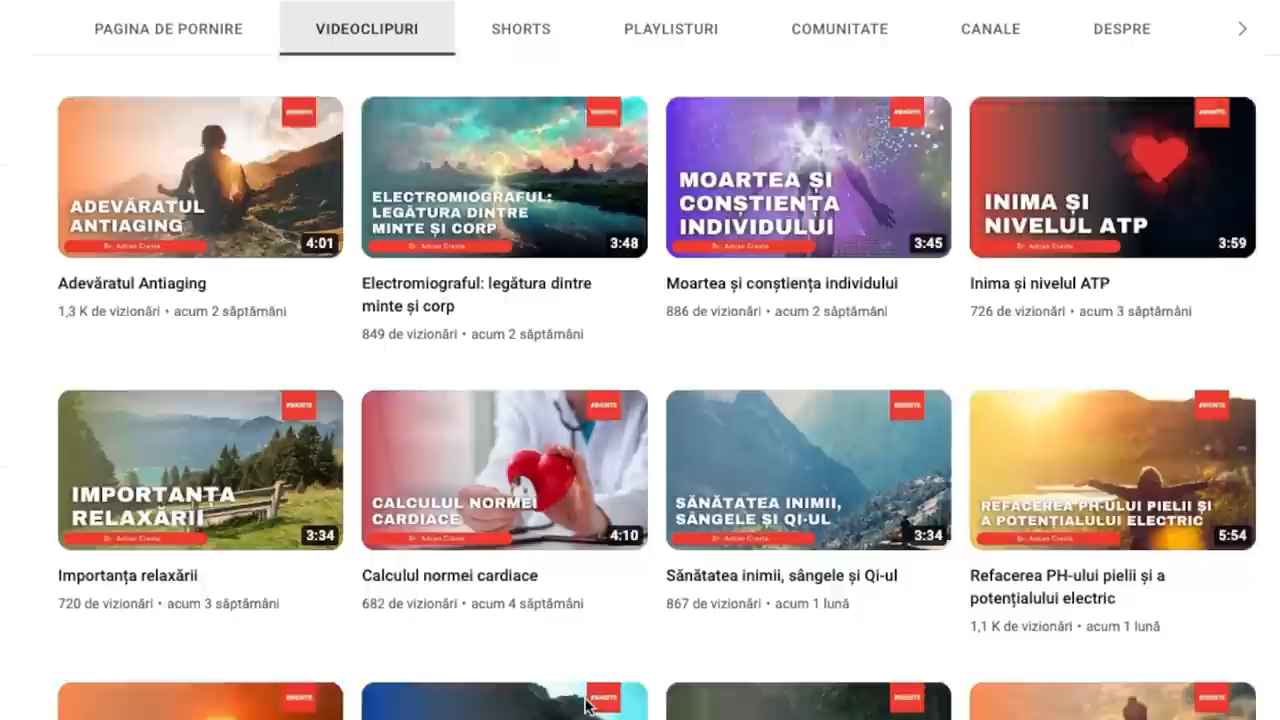 PAGINA DE PORNIRE VIDEOCLIPURI SHORTS PLAYLISTURI COMUNITATE CANALE DESPRE
ADEVĂRATUL
ANTIAGING
4:01
Adevăratul Antiaging
1,3 K de vizionări • acum 2 săptămâni
ELECTROMIOGRAFUL:
LEGĂTURA DINTRE
MINTE ȘI CORP
3:48
Electromiograful: legătura dintre
minte și corp
849 de vizionări • acum 2 săptămâni
MOARTEA ȘI
CONȘTIENȚA
INDIVIDULUI
3:45
Moartea și conștiența individului
886 de vizionări • acum 2 săptămâni
INIMA ȘI
NIVELUL ATP
3:59
Inima și nivelul ATP
726 de vizionări • acum 3 săptămâni
IMPORTANȚA
RELAXĂRII
3:34
Importanța relaxării
720 de vizionări • acum 3 săptămâni
CALCULUL NORMEI
CARDIACE
4:10
Calculul normei cardiace
682 de vizionări • acum 4 săptămâni
SĂNĂTATEA INIMII,
SÂNGELE ȘI QI-UL
3:34
Sănătatea inimii, sângele și Qi-ul
867 de vizionări • acum 1 lună
REFACEREA PH-ULUI PIELII ȘI
A POTENȚIALULUI ELECTRIC
5:54
Refacerea PH-ului pielii și a
potențialului electric
1,1 K de vizionări • acum 1 lună